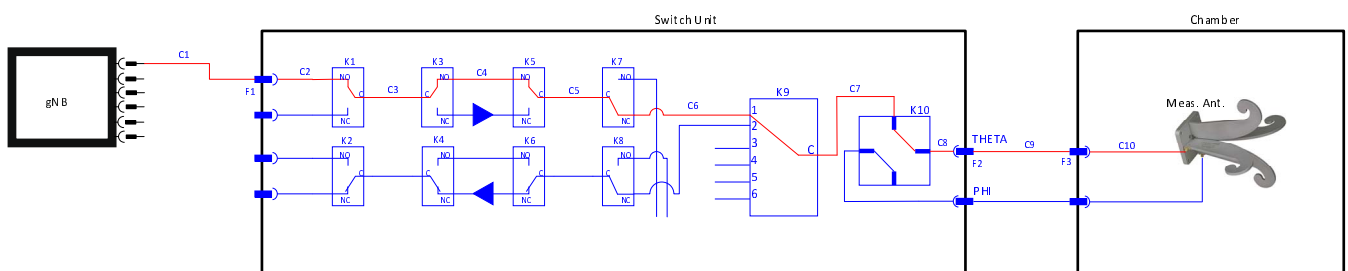 Switch Unit
Chamber
gNB
C1
F1
C2
K1
NO
C
NC
C3
K3
NO
C
NC
C4
K5
NO
C
NC
C5
K7
NO
C
NC
C6
K2
NO
C
NC
K4
NO
C
NC
K6
NO
C
NC
K8
NO
C
NC
K9
1
2
3
4
5
6
C
C7
K10
C8
THETA
F2
PHI
C9
F3
C10
Meas. Ant.